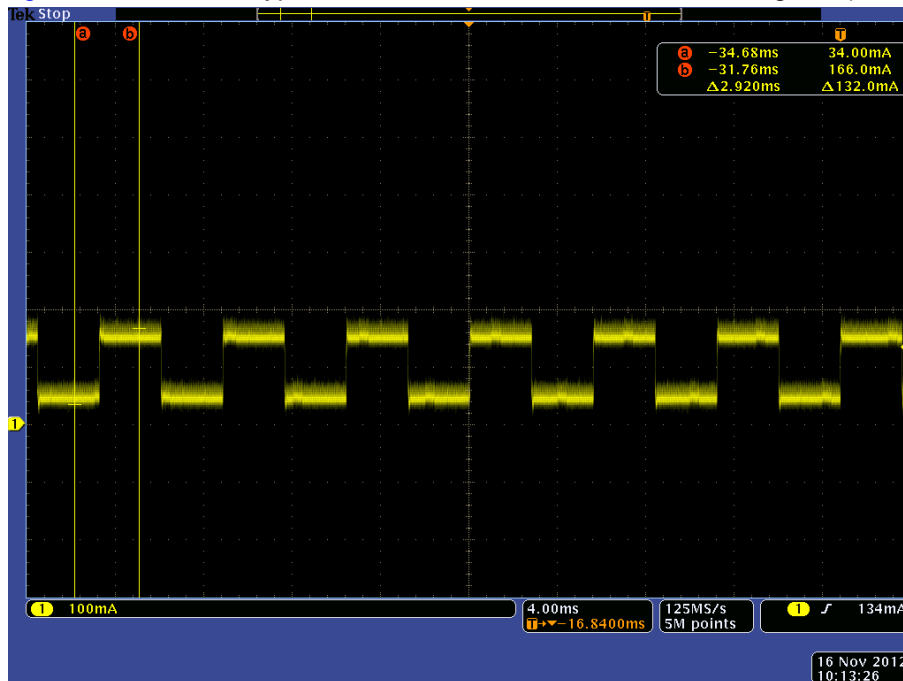 Tek Stop
a b T
T
a −34.68ms 34.00mA
b −31.76ms 166.0mA
Δ2.920ms Δ132.0mA
1
1 100mA
4.00ms
T→▼−16.8400ms
125MS/s
5M points
1 134mA
16 Nov 2012
10:13:26